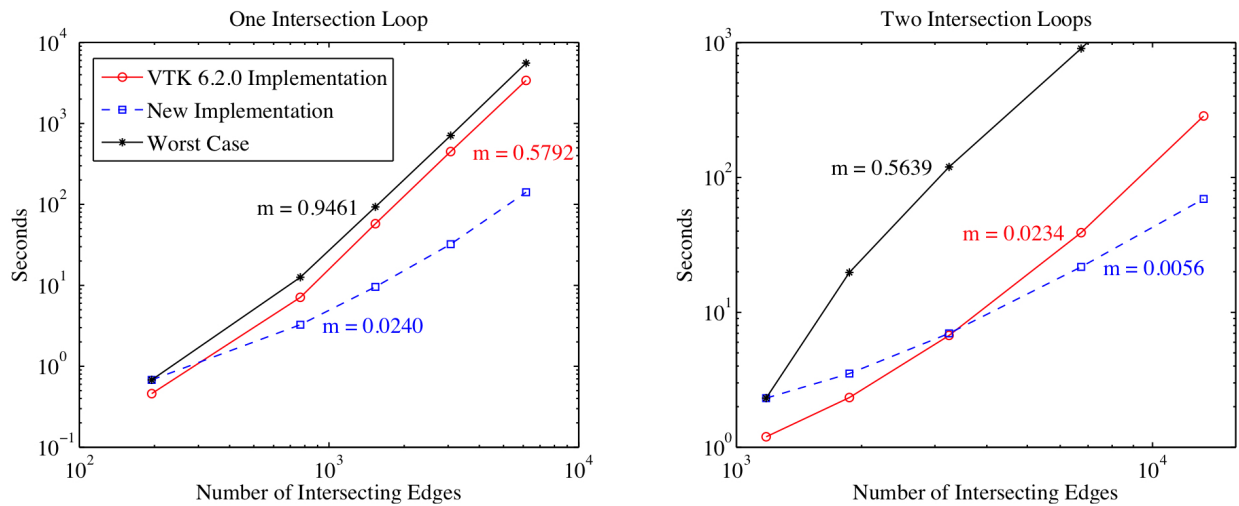 One Intersection Loop
10^4
10^3
10^2
10^1
10^0
10^−1
Seconds
VTK 6.2.0 Implementation
New Implementation
Worst Case
m = 0.5792
m = 0.9461
m = 0.0240
10^2
10^3
10^4
Number of Intersecting Edges
Two Intersection Loops
10^3
10^2
10^1
10^0
Seconds
m = 0.5639
m = 0.0234
m = 0.0056
10^3
10^4
Number of Intersecting Edges